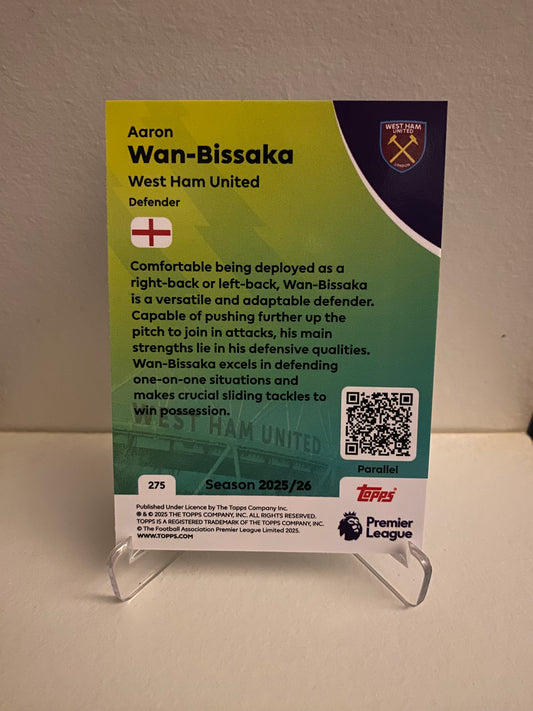 Aaron
Wan-Bissaka
West Ham United
Defender
WEST HAM
UNITED
LONDON
Comfortable being deployed as a
right-back or left-back, Wan-Bissaka
is a versatile and adaptable defender.
Capable of pushing further up the
pitch to join in attacks, his main
strengths lie in his defensive qualities.
Wan-Bissaka excels in defending
one-on-one situations and
makes crucial sliding tackles to
win possession.
WEST HAM UNITED
Parallel
275
Season 2025/26
Topps
Published Under Licence by The Topps Company Inc.
® & © 2025 THE TOPPS COMPANY, INC. ALL RIGHTS RESERVED.
TOPPS IS A REGISTERED TRADEMARK OF THE TOPPS COMPANY, INC.
© The Football Association Premier League Limited 2025.
WWW.TOPPS.COM
Premier
League